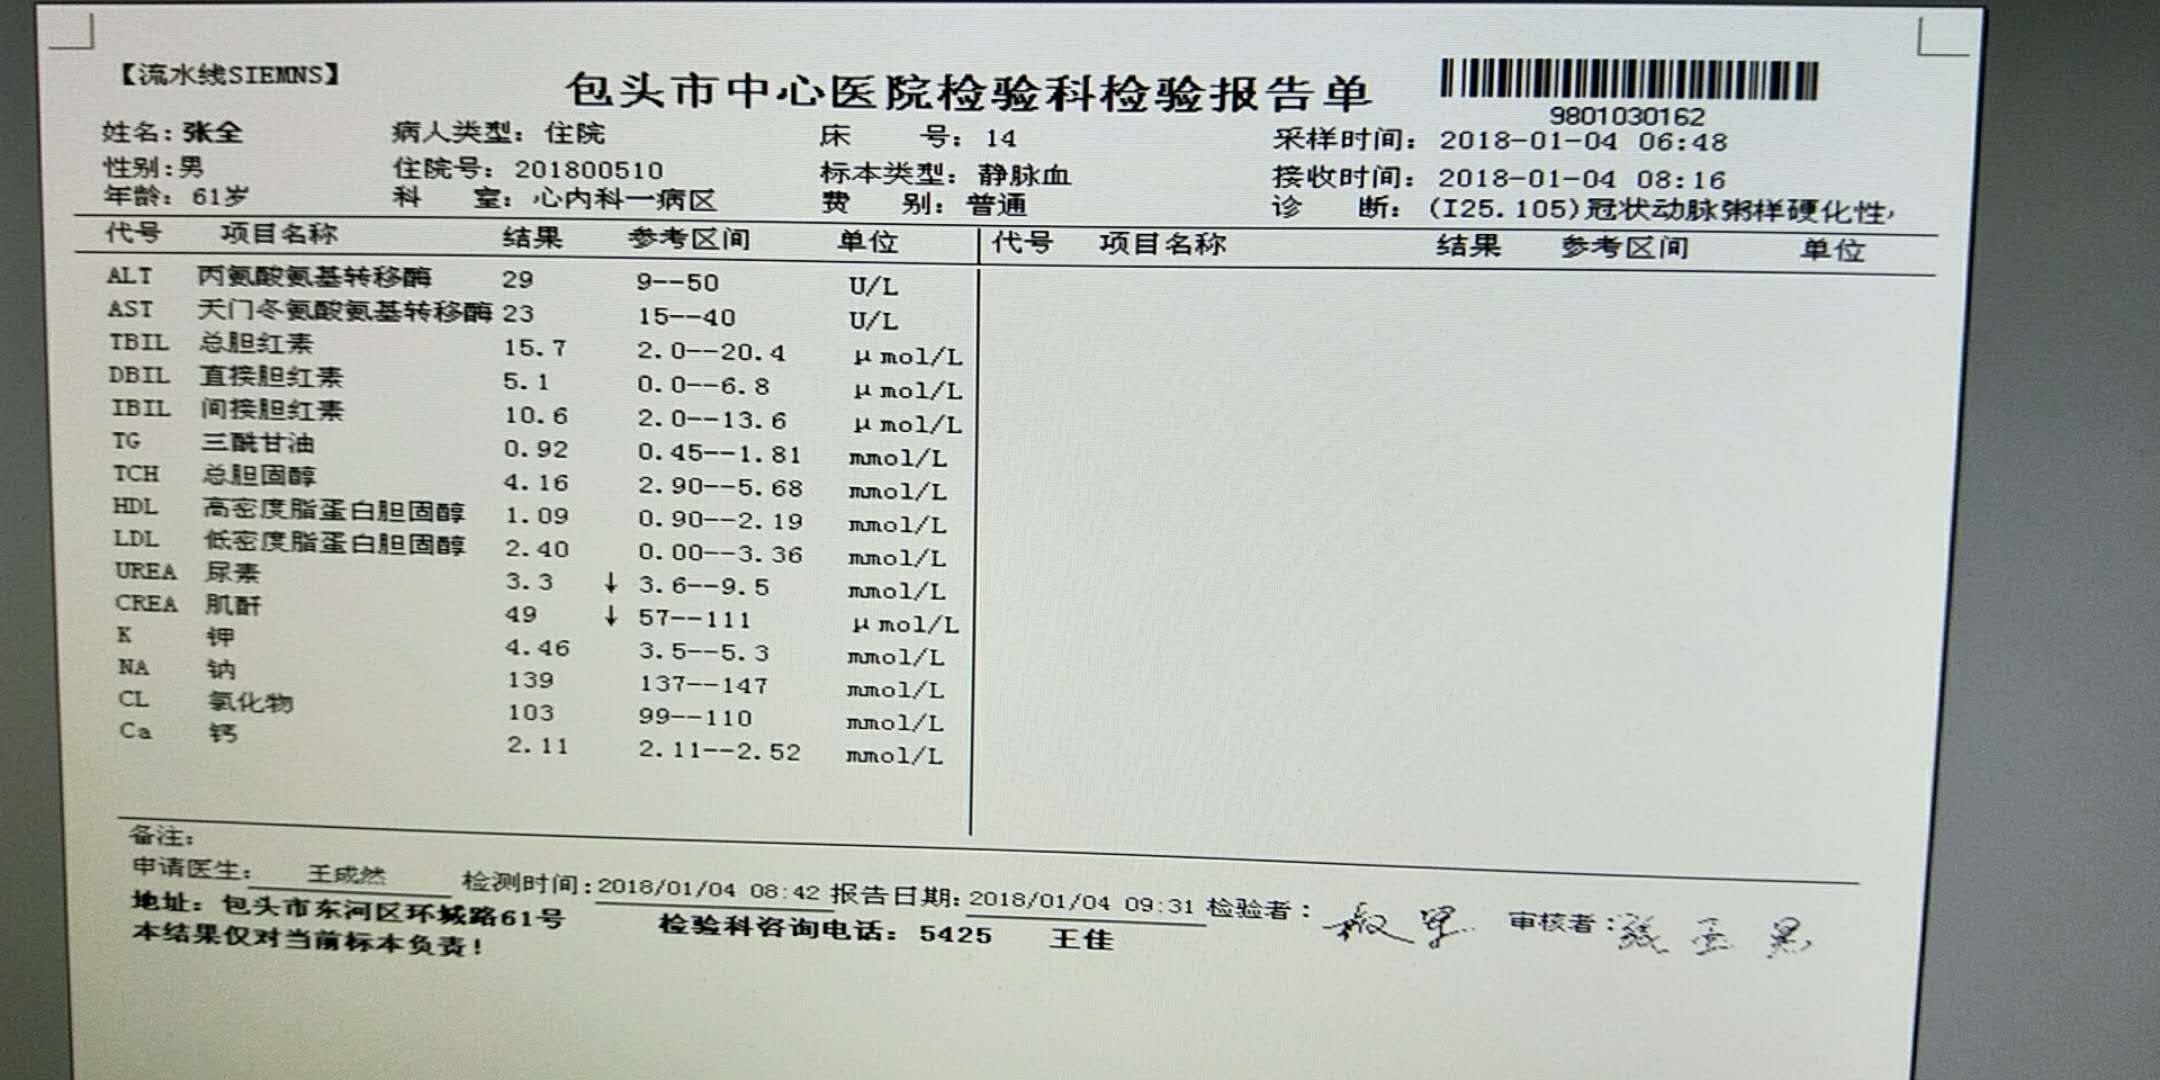 【流水线SIEMNS】
包头市中心医院检验科检验报告单
9801030162
姓名：张全 病人类型：住院 床 号：14 采样时间：2018-01-04 06:48
性别：男 住院号：201800510 标本类型：静脉血 接收时间：2018-01-04 08:16
年龄：61岁 科 室：心内科一病区 费 别：普通 诊 断：(I25.105)冠状动脉粥样硬化性,
代号 项目名称 结果 参考区间 单位 代号 项目名称 结果 参考区间 单位
ALT 丙氨酸氨基转移酶 29 9--50 U/L
AST 天门冬氨酸氨基转移酶 23 15--40 U/L
TBIL 总胆红素 15.7 2.0--20.4 μmol/L
DBIL 直接胆红素 5.1 0.0--6.8 μmol/L
IBIL 间接胆红素 10.6 2.0--13.6 μmol/L
TG 三酰甘油 0.92 0.45--1.81 mmol/L
TCH 总胆固醇 4.16 2.90--5.68 mmol/L
HDL 高密度脂蛋白胆固醇 1.09 0.90--2.19 mmol/L
LDL 低密度脂蛋白胆固醇 2.40 0.00--3.36 mmol/L
UREA 尿素 3.3 ↓ 3.6--9.5 mmol/L
CREA 肌酐 49 ↓ 57--111 μmol/L
K 钾 4.46 3.5--5.3 mmol/L
NA 钠 139 137--147 mmol/L
CL 氯化物 103 99--110 mmol/L
Ca 钙 2.11 2.11--2.52 mmol/L
备注：
申请医生： 王成然 检测时间：2018/01/04 08:42 报告日期：2018/01/04 09:31 检验者： 审核者：张
地址：包头市东河区环城路61号 检验科咨询电话：5425 王佳
本结果仅对当前标本负责！